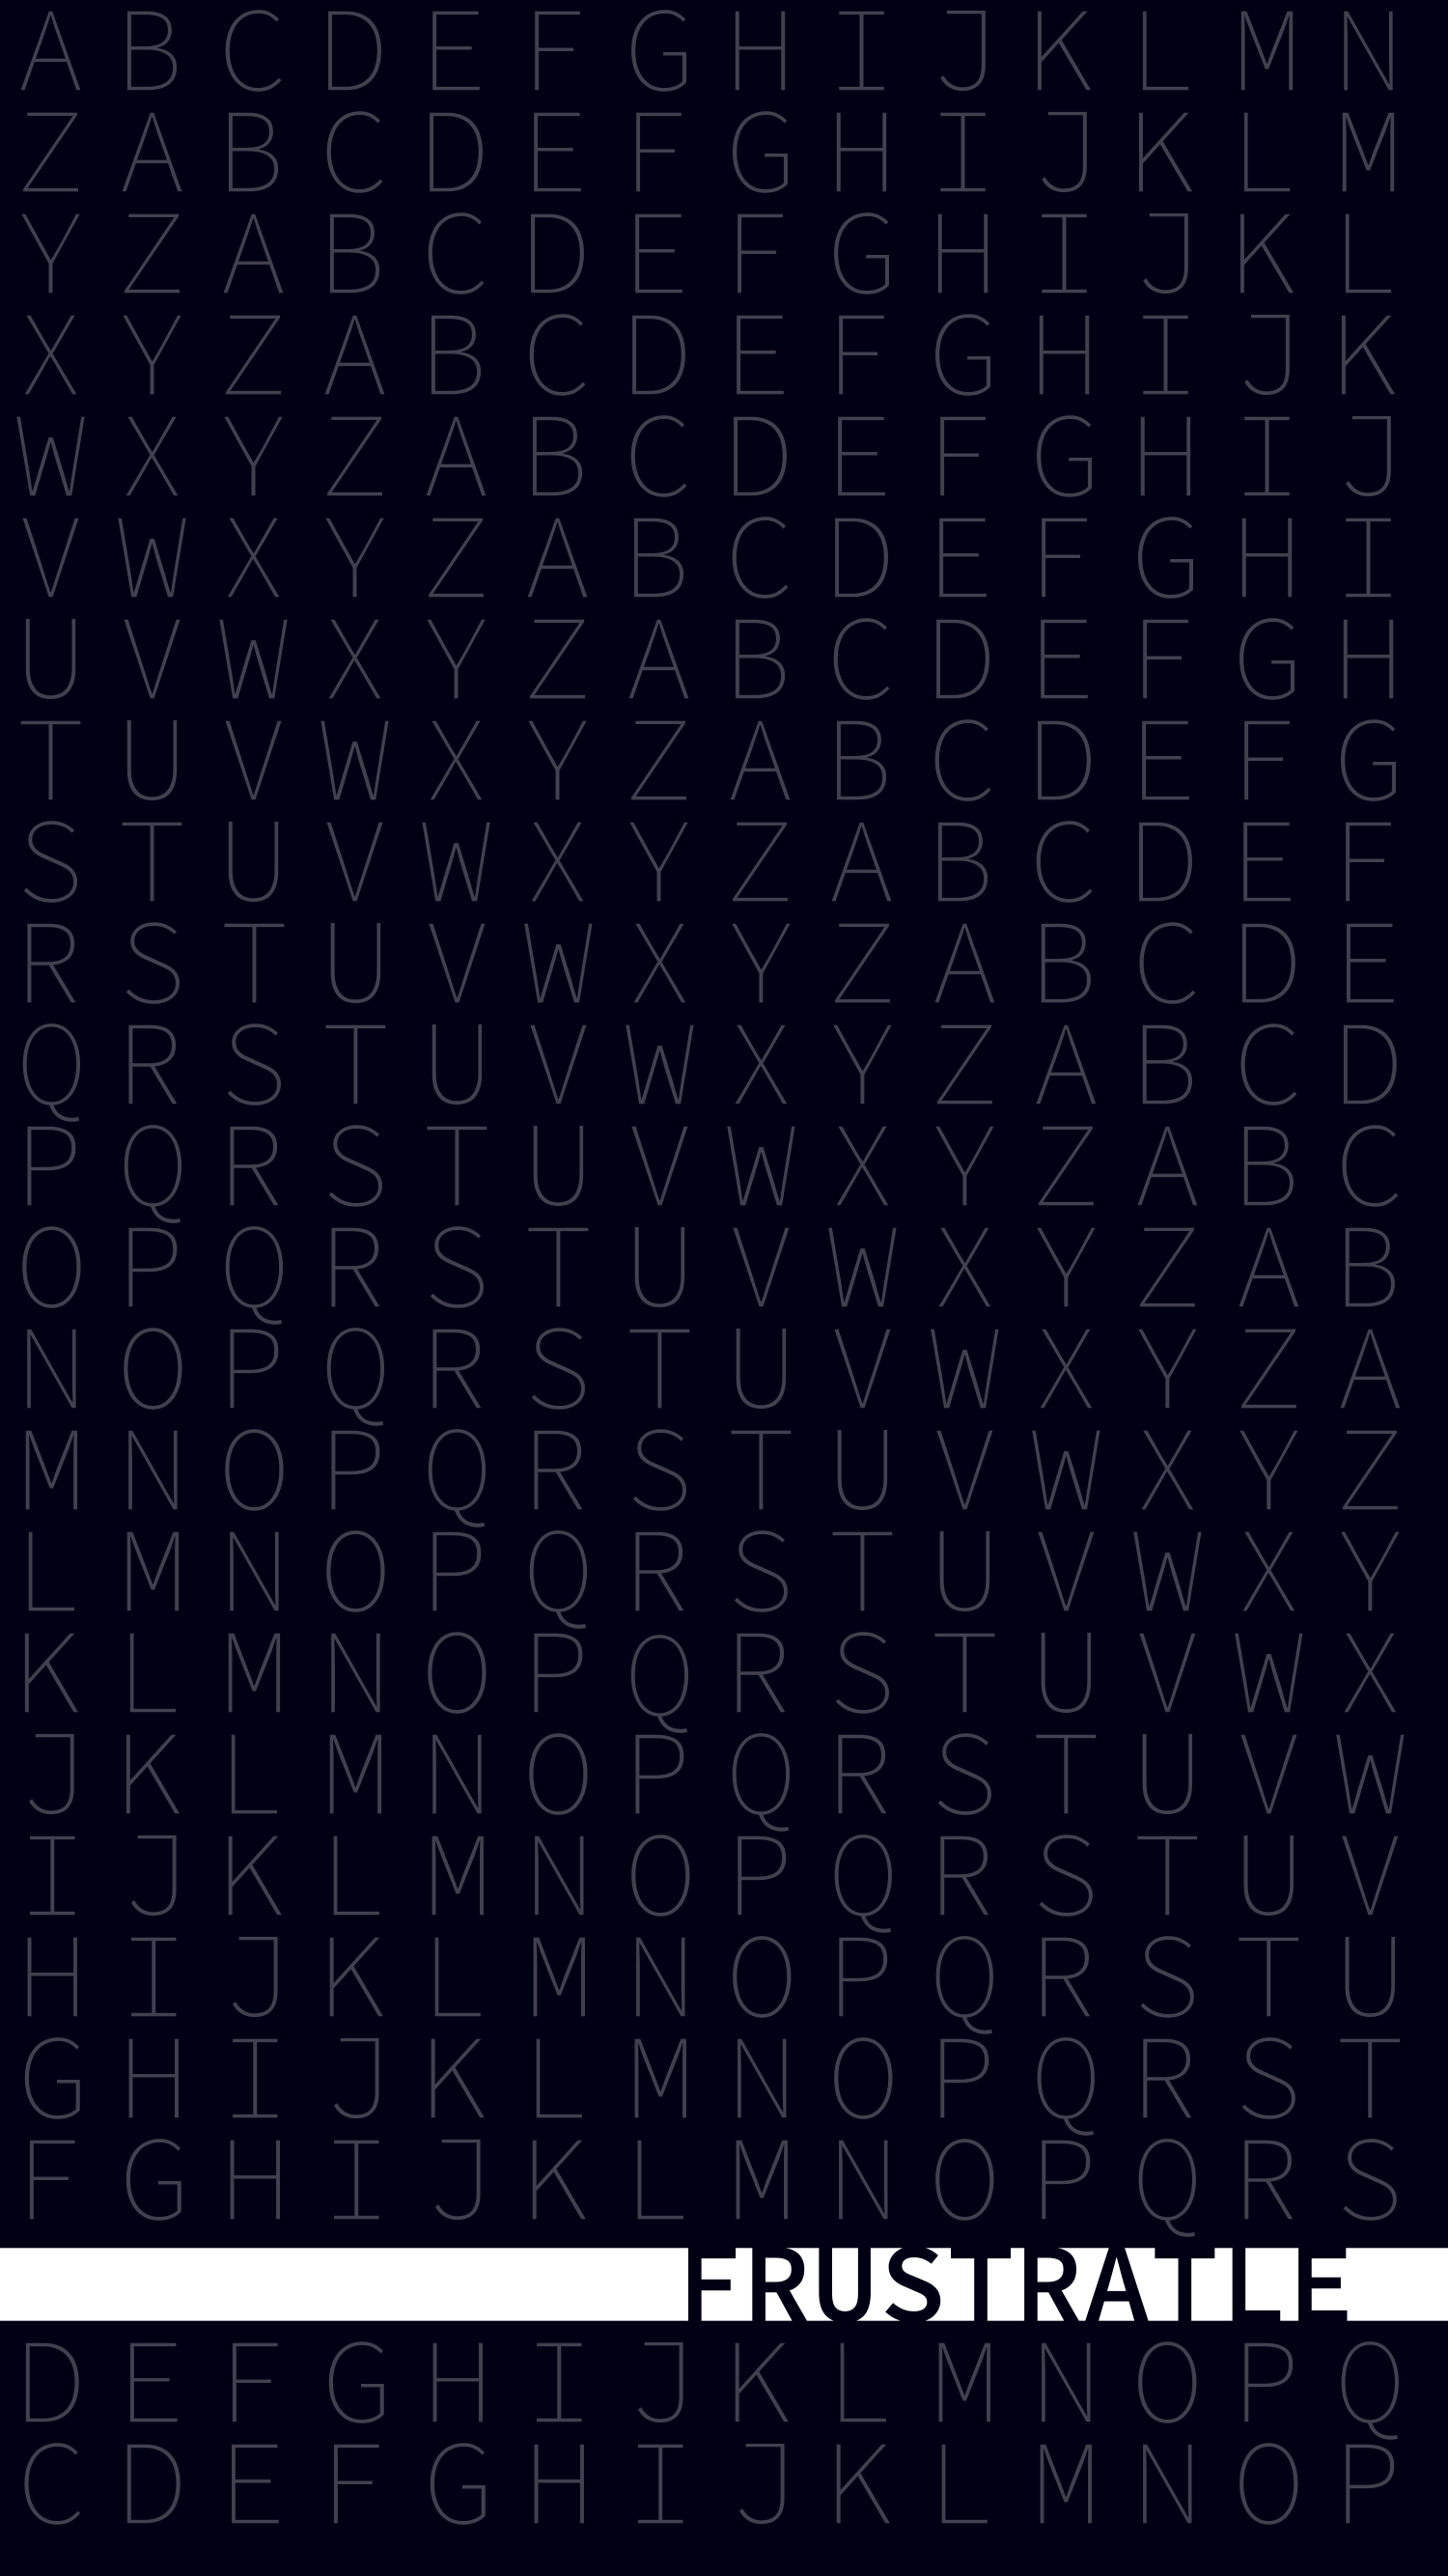 A B C D E F G H I J K L M N
Z A B C D E F G H I J K L M
Y Z A B C D E F G H I J K L
X Y Z A B C D E F G H I J K
W X Y Z A B C D E F G H I J
V W X Y Z A B C D E F G H I
U V W X Y Z A B C D E F G H
T U V W X Y Z A B C D E F G
S T U V W X Y Z A B C D E F
R S T U V W X Y Z A B C D E
Q R S T U V W X Y Z A B C D
P Q R S T U V W X Y Z A B C
O P Q R S T U V W X Y Z A B
N O P Q R S T U V W X Y Z A
M N O P Q R S T U V W X Y Z
L M N O P Q R S T U V W X Y
K L M N O P Q R S T U V W X
J K L M N O P Q R S T U V W
I J K L M N O P Q R S T U V
H I J K L M N O P Q R S T U
G H I J K L M N O P Q R S T
F G H I J K L M N O P Q R S
FRUSTRATLE
D E F G H I J K L M N O P Q
C D E F G H I J K L M N O P